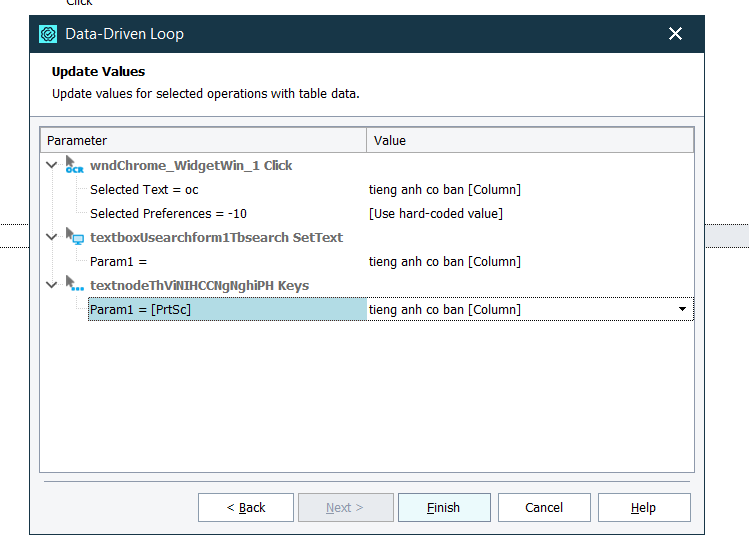 Click
Data-Driven Loop
Update Values
Update values for selected operations with table data.
Parameter Value
OCR wndChrome_WidgetWin_1 Click
Selected Text = oc tieng anh co ban [Column]
Selected Preferences = -10 [Use hard-coded value]
textboxUsearchform1Tbsearch SetText
Param1 = tieng anh co ban [Column]
textnodeThViNIHCCNgNghiPH Keys
Param1 = [PrtSc] tieng anh co ban [Column]
< Back Next > Finish Cancel Help